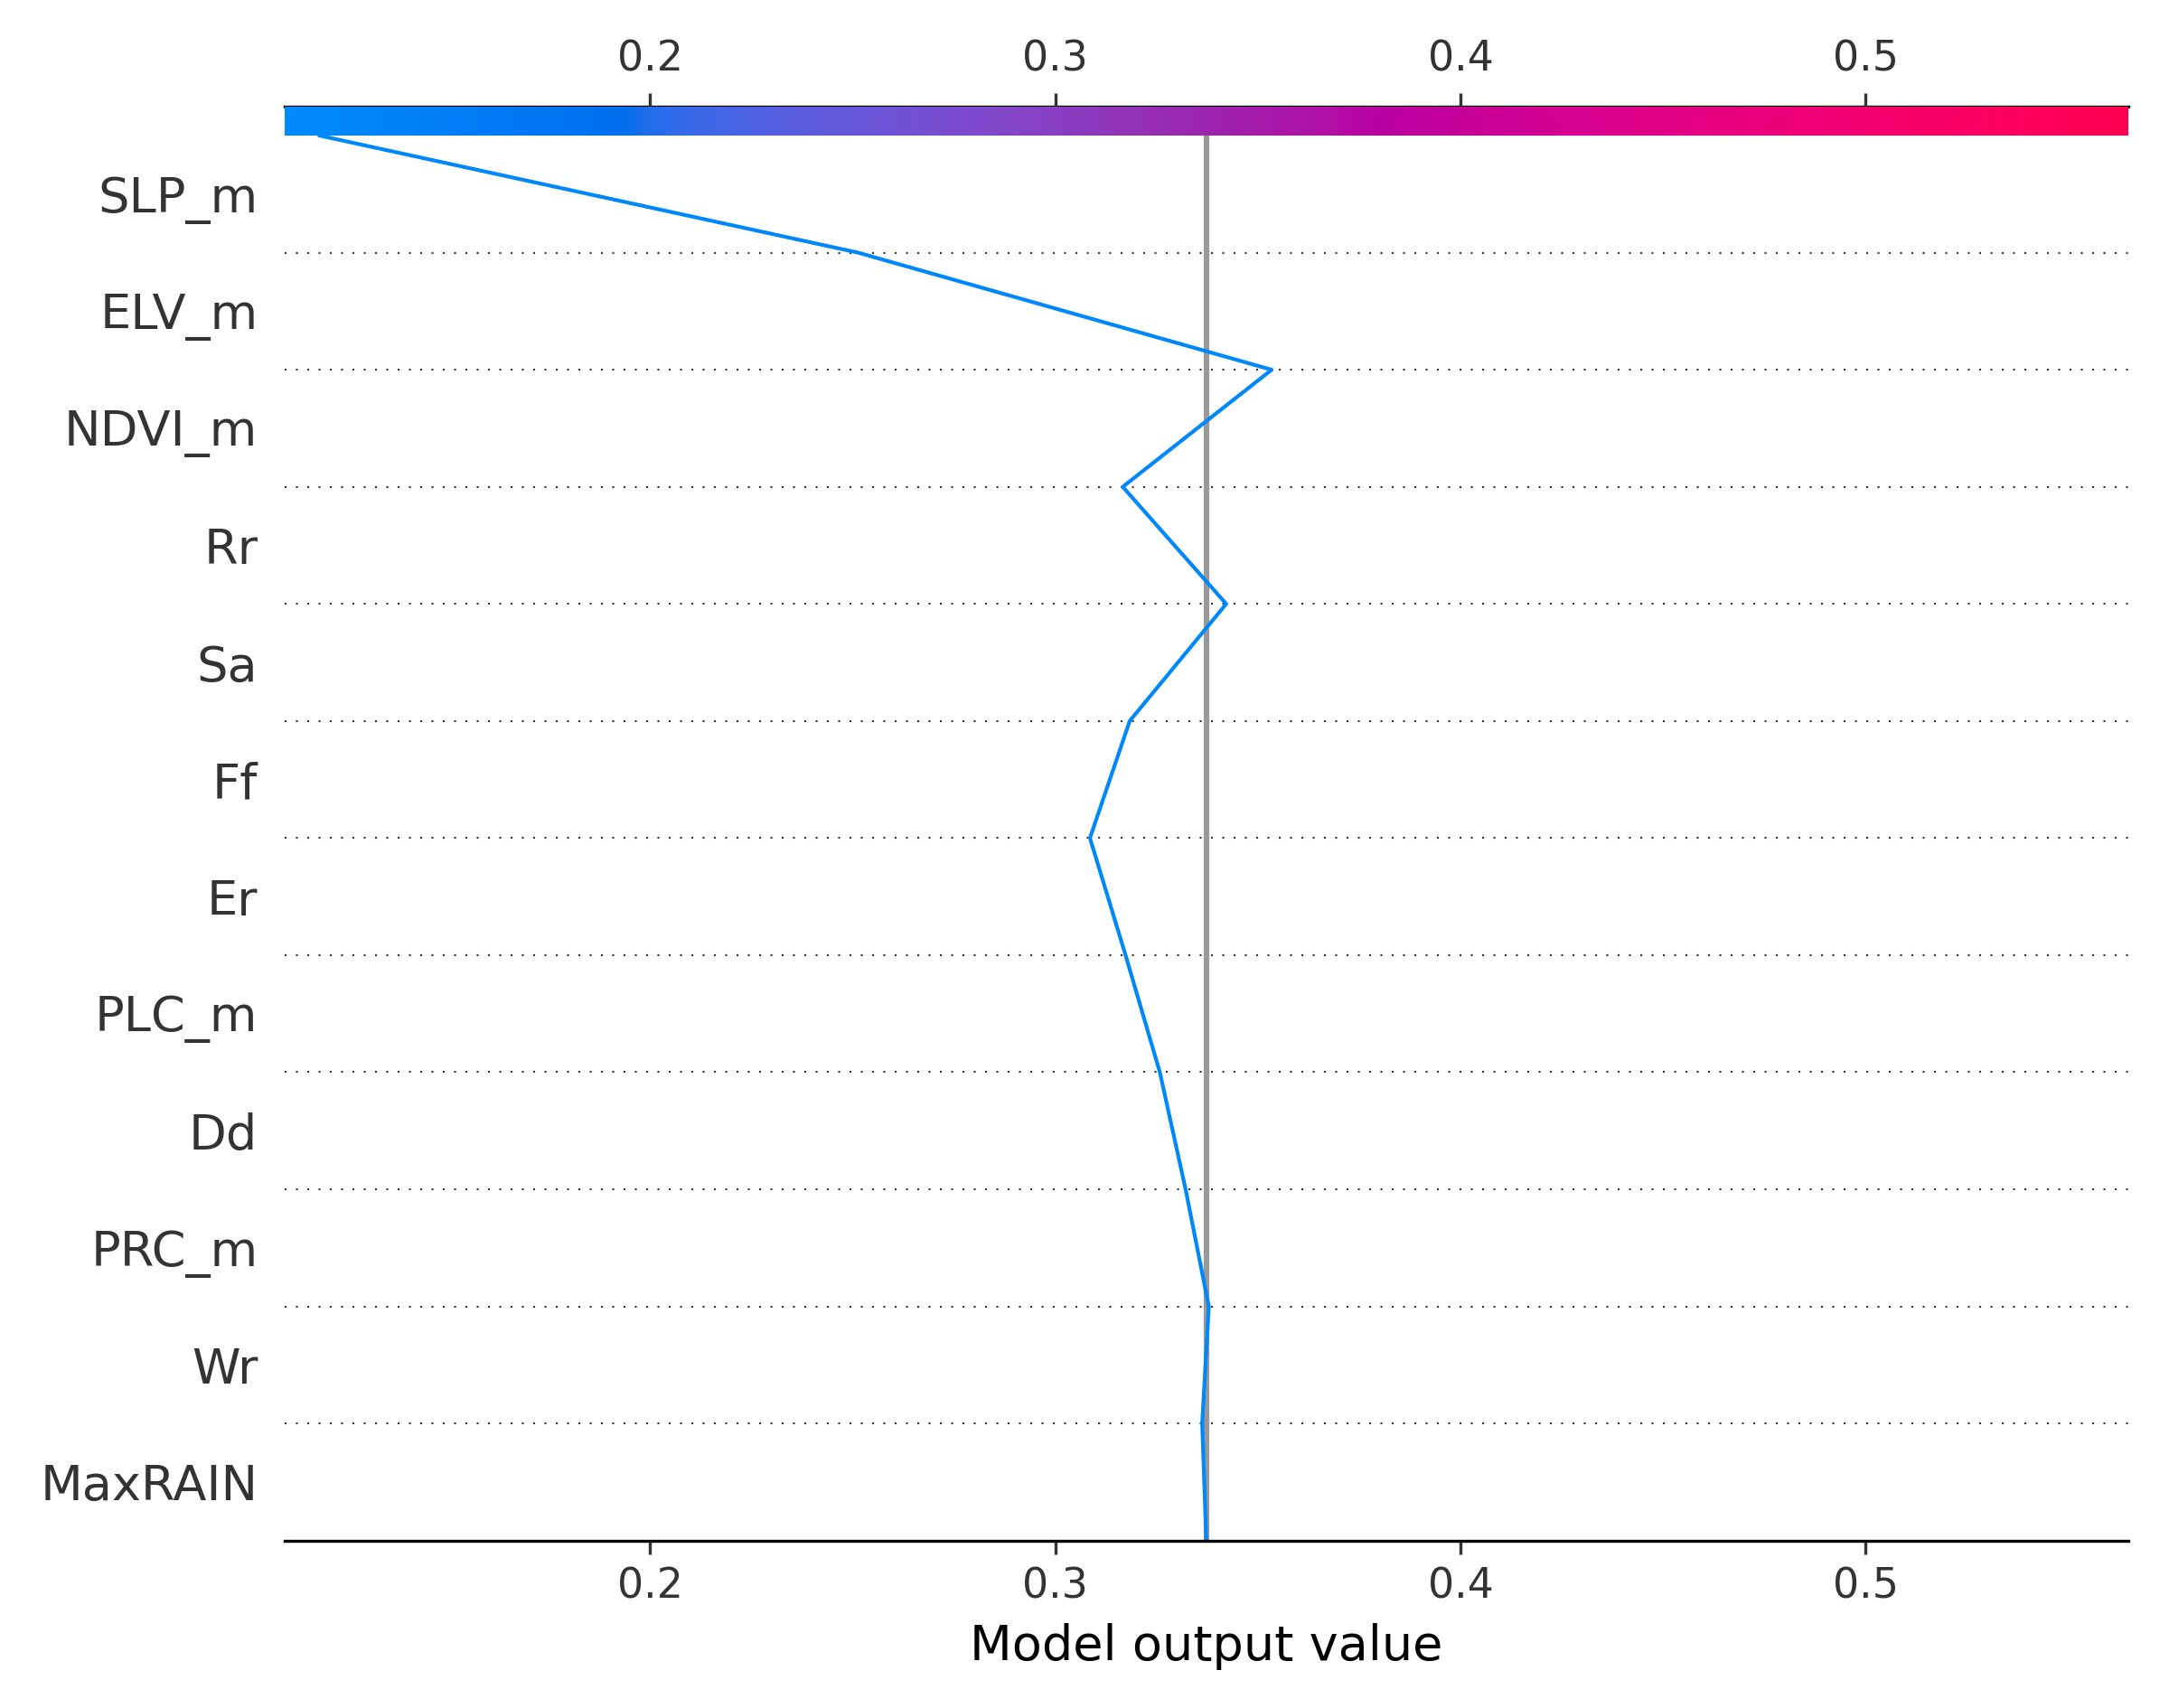 0.2 0.3 0.4 0.5
SLP_m
ELV_m
NDVI_m
Rr
Sa
Ff
Er
PLC_m
Dd
PRC_m
Wr
MaxRAIN
0.2 0.3 0.4 0.5
Model output value